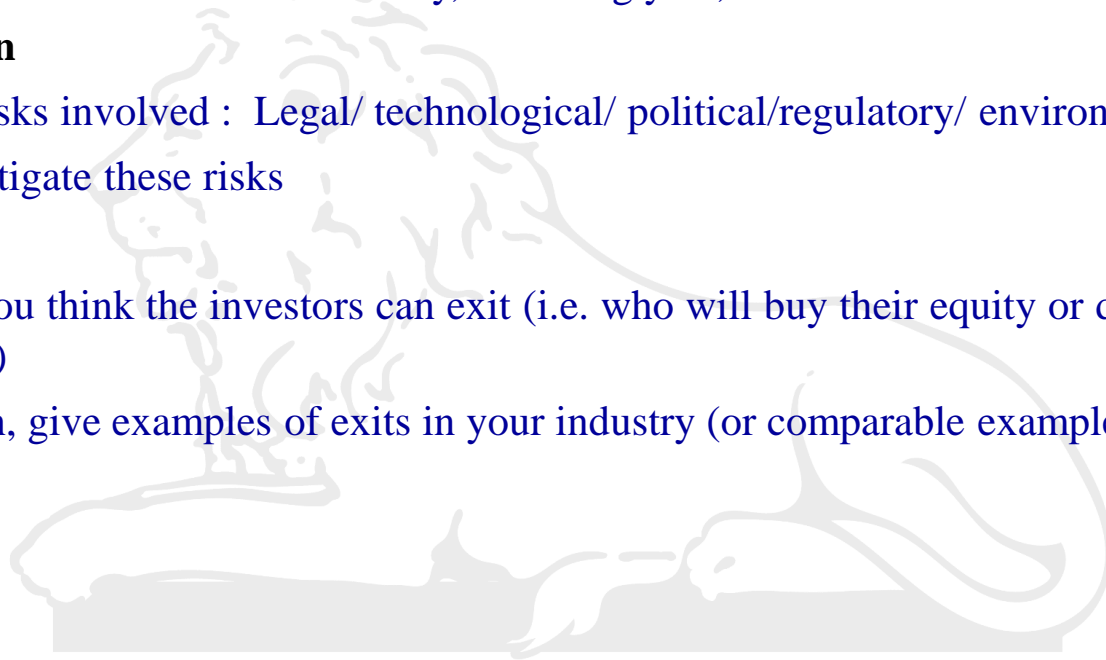 n
sks involved :  Legal/ technological/ political/regulatory/ environ
tigate these risks
ou think the investors can exit (i.e. who will buy their equity or
)
, give examples of exits in your industry (or comparable example